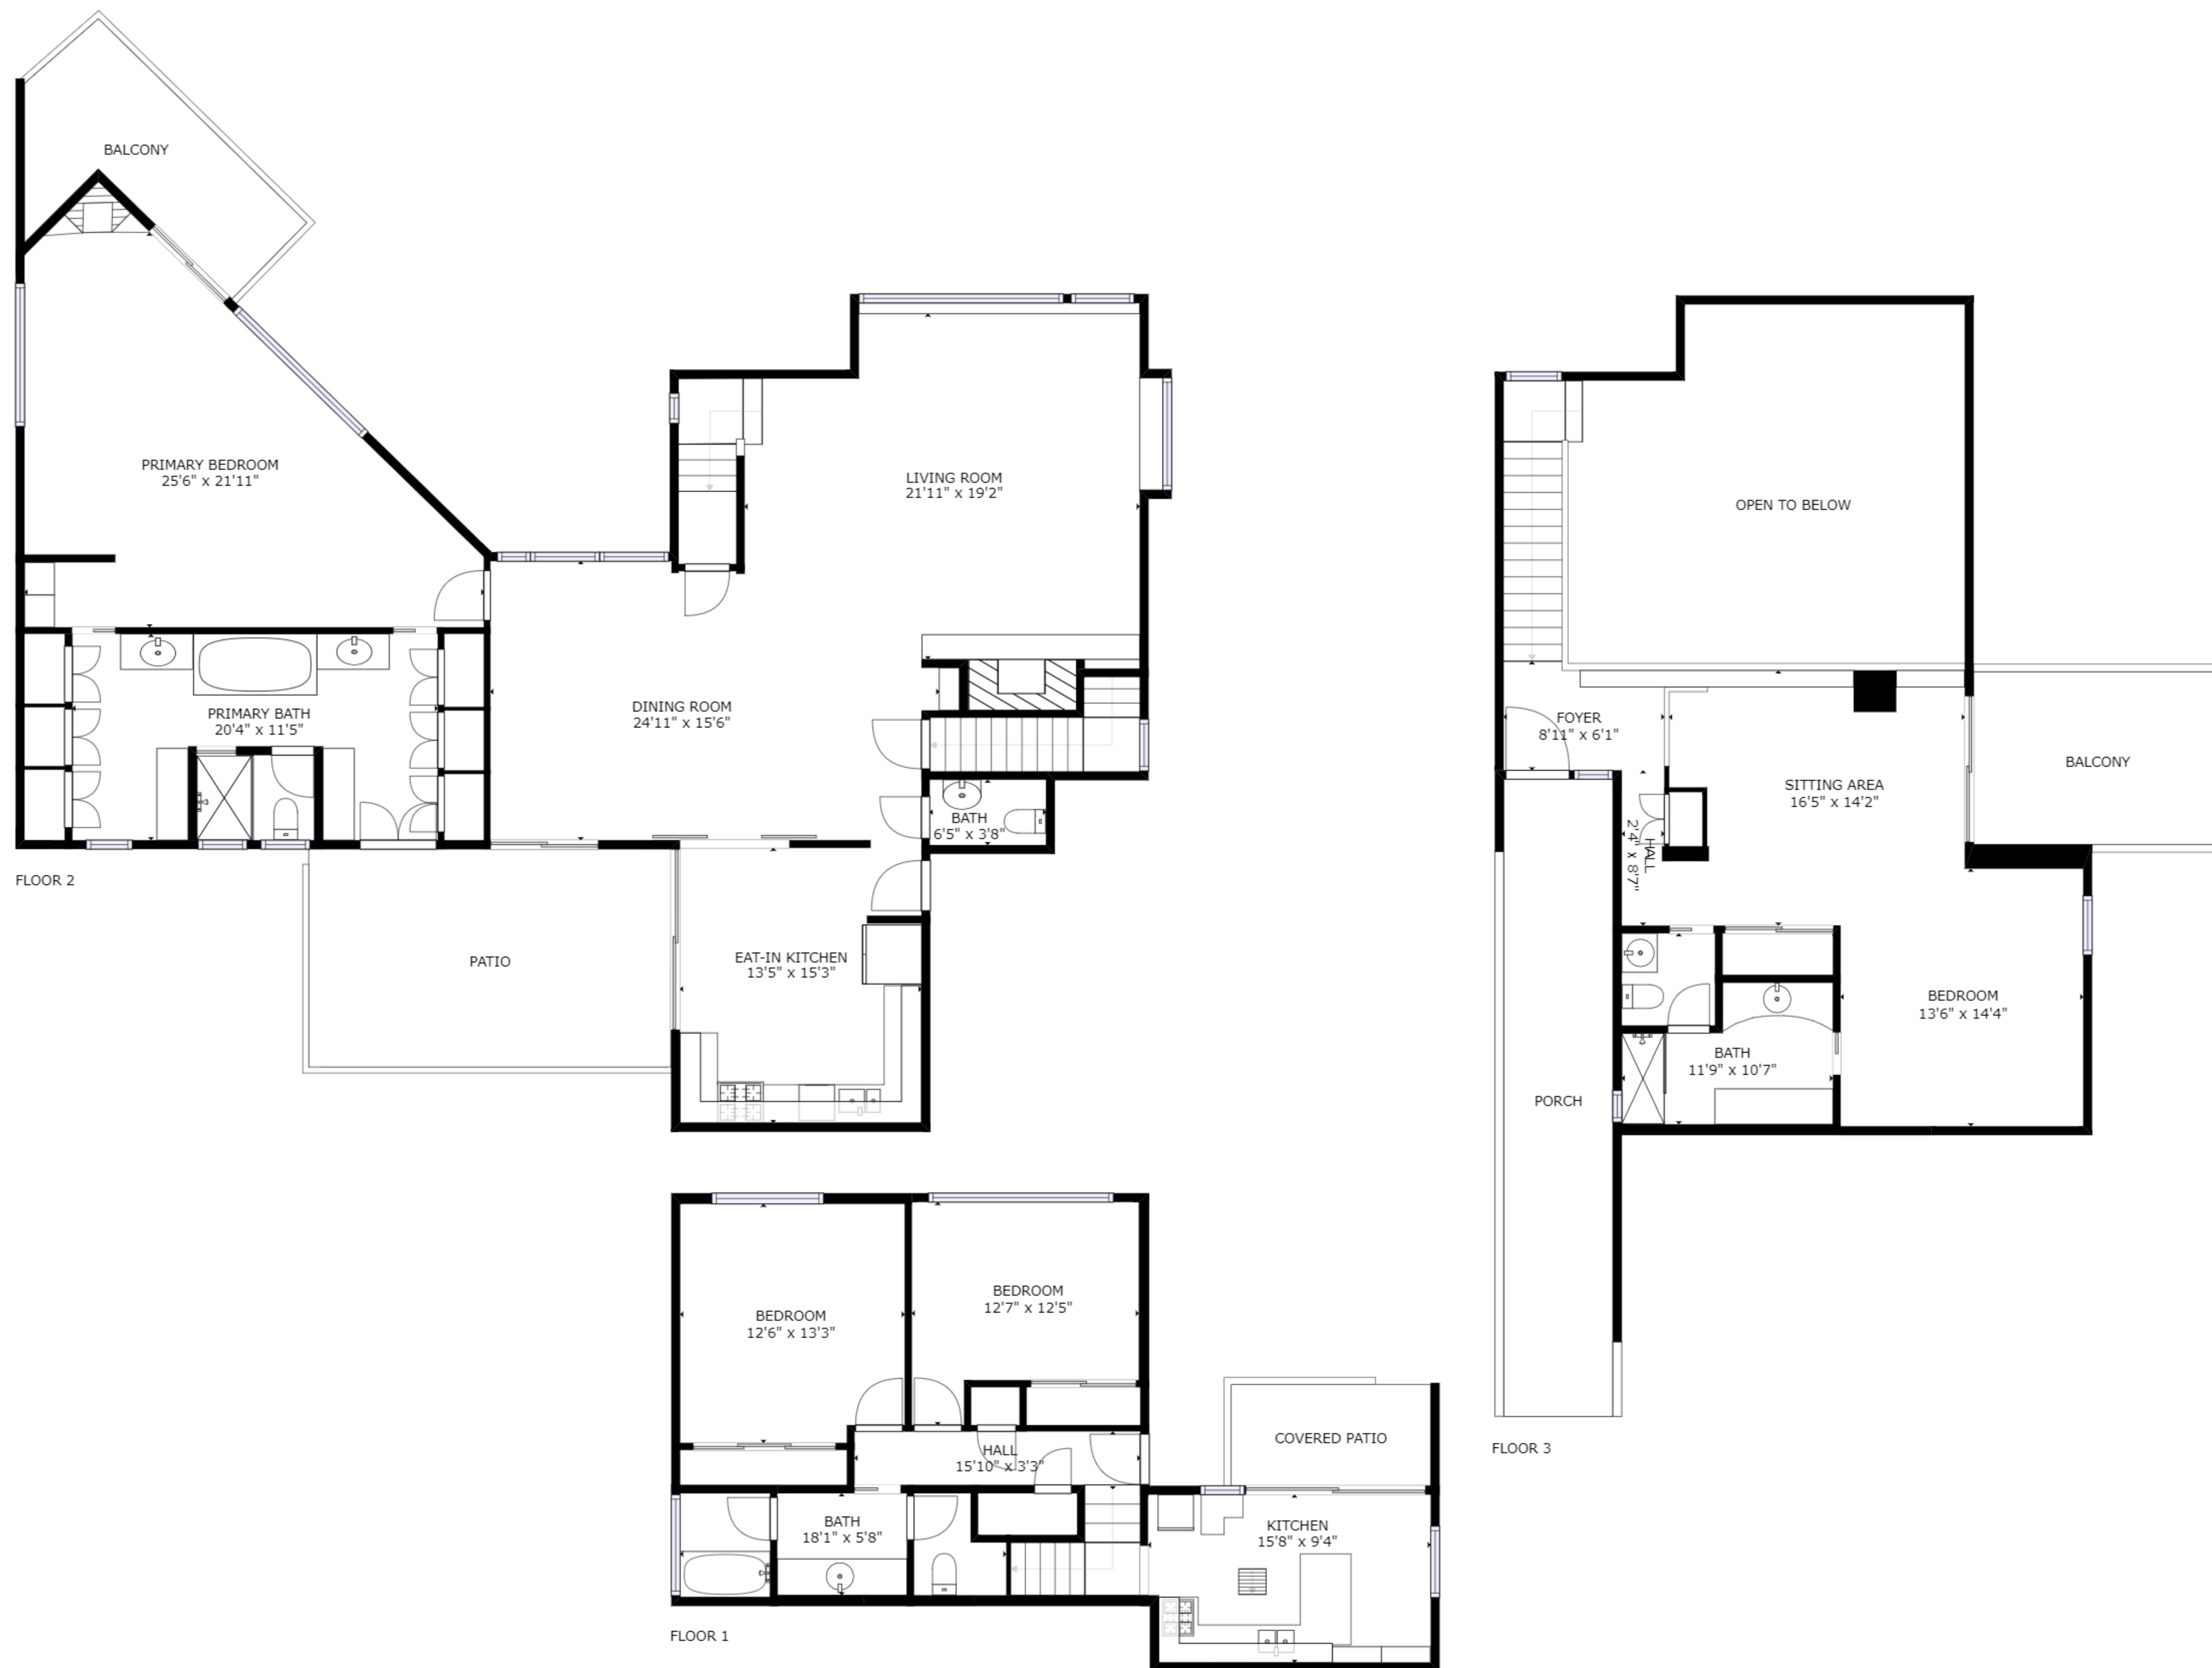 BALCONY
PRIMARY BEDROOM
25'6" x 21'11"
PRIMARY BATH
20'4" x 11'5"
LIVING ROOM
21'11" x 19'2"
DINING ROOM
24'11" x 15'6"
BATH
6'5" x 3'8"
EAT-IN KITCHEN
13'5" x 15'3"
PATIO
FLOOR 2
OPEN TO BELOW
FOYER
8'11" x 6'1"
SITTING AREA
16'5" x 14'2"
BALCONY
HALL
2'4" x 8'7"
BEDROOM
13'6" x 14'4"
BATH
11'9" x 10'7"
PORCH
FLOOR 3
BEDROOM
12'6" x 13'3"
BEDROOM
12'7" x 12'5"
HALL
15'10" x 3'3"
COVERED PATIO
BATH
18'1" x 5'8"
KITCHEN
15'8" x 9'4"
FLOOR 1